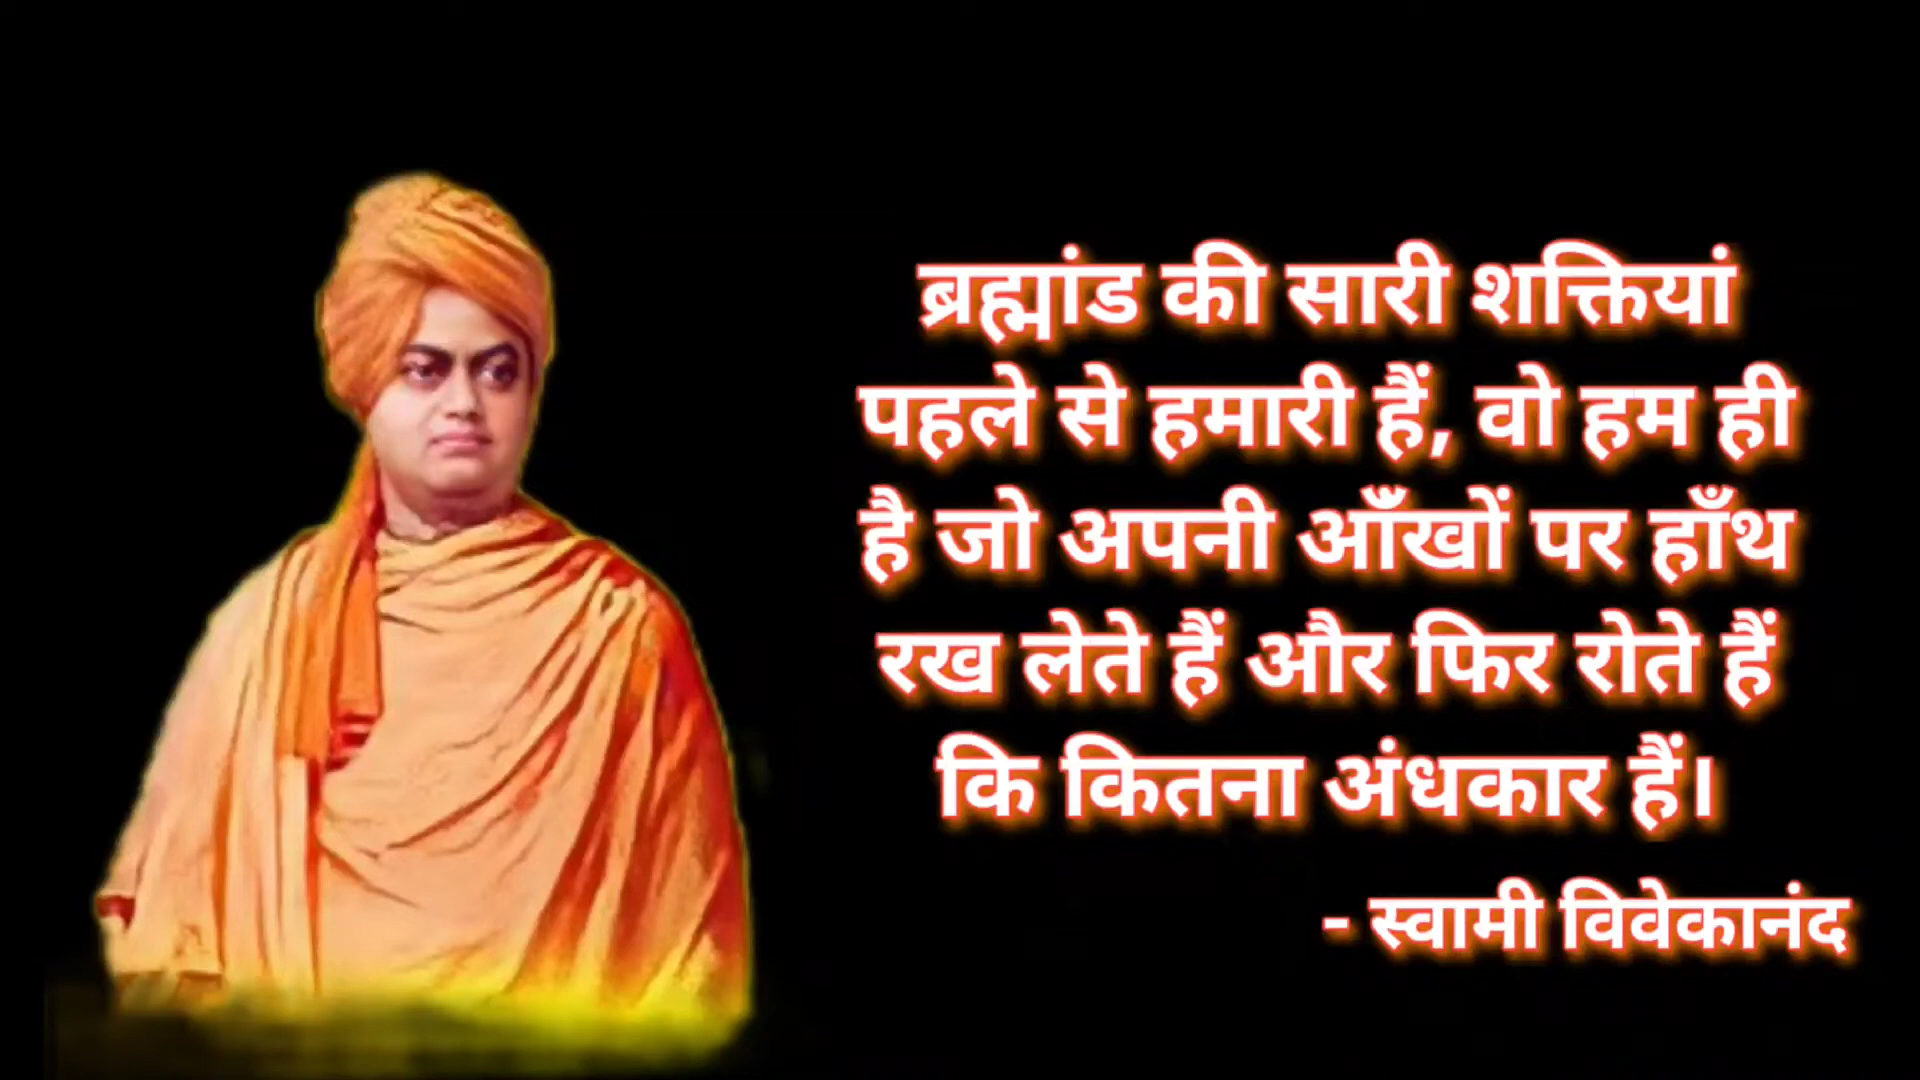 ब्रह्मांड की सारी शक्तियां
पहले से हमारी हैं, वो हम ही
है जो अपनी आँखों पर हाँथ
रख लेते हैं और फिर रोते हैं
कि कितना अंधकार हैं।
- स्वामी विवेकानंद